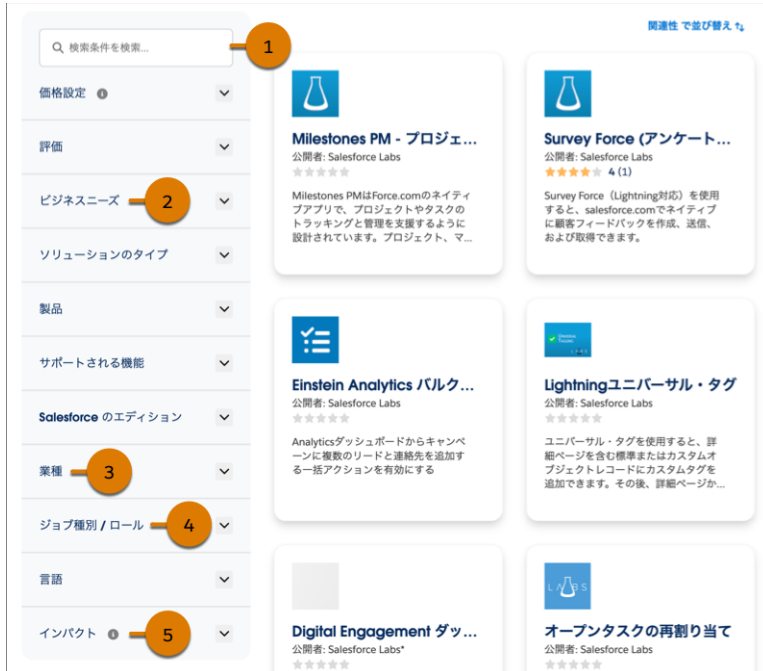 検索条件を検索...
1
価格設定
評価
ビジネスニーズ
2
ソリューションのタイプ
製品
サポートされる機能
Salesforce のエディション
業種
3
ジョブ種別 / ロール
4
言語
インパクト
5
関連性 で並び替え
Milestones PM - プロジェ...
公開者: Salesforce Labs
Milestones PMはForce.comのネイティ
ブアプリで、プロジェクトやタスクの
トラッキングと管理を支援するように
設計されています。プロジェクト、マ...
Survey Force (アンケート...
公開者: Salesforce Labs
4 (1)
Survey Force（Lightning対応）を使用
すると、salesforce.comでネイティブ
に顧客フィードバックを作成、送信、
および取得できます。
Einstein Analytics バルク...
公開者: Salesforce Labs
Analyticsダッシュボードからキャンペ
ーンに複数のリードと連絡先を追加す
る一括アクションを有効にする
Lightningユニバーサル・タグ
公開者: Salesforce Labs
ユニバーサル・タグを使用すると、詳
細ページを含む標準またはカスタムオ
ブジェクトレコードにカスタムタグを
追加できます。その後、詳細ページか...
Digital Engagement ダッ...
公開者: Salesforce Labs*
LABS
オープンタスクの再割り当て
公開者: Salesforce Labs